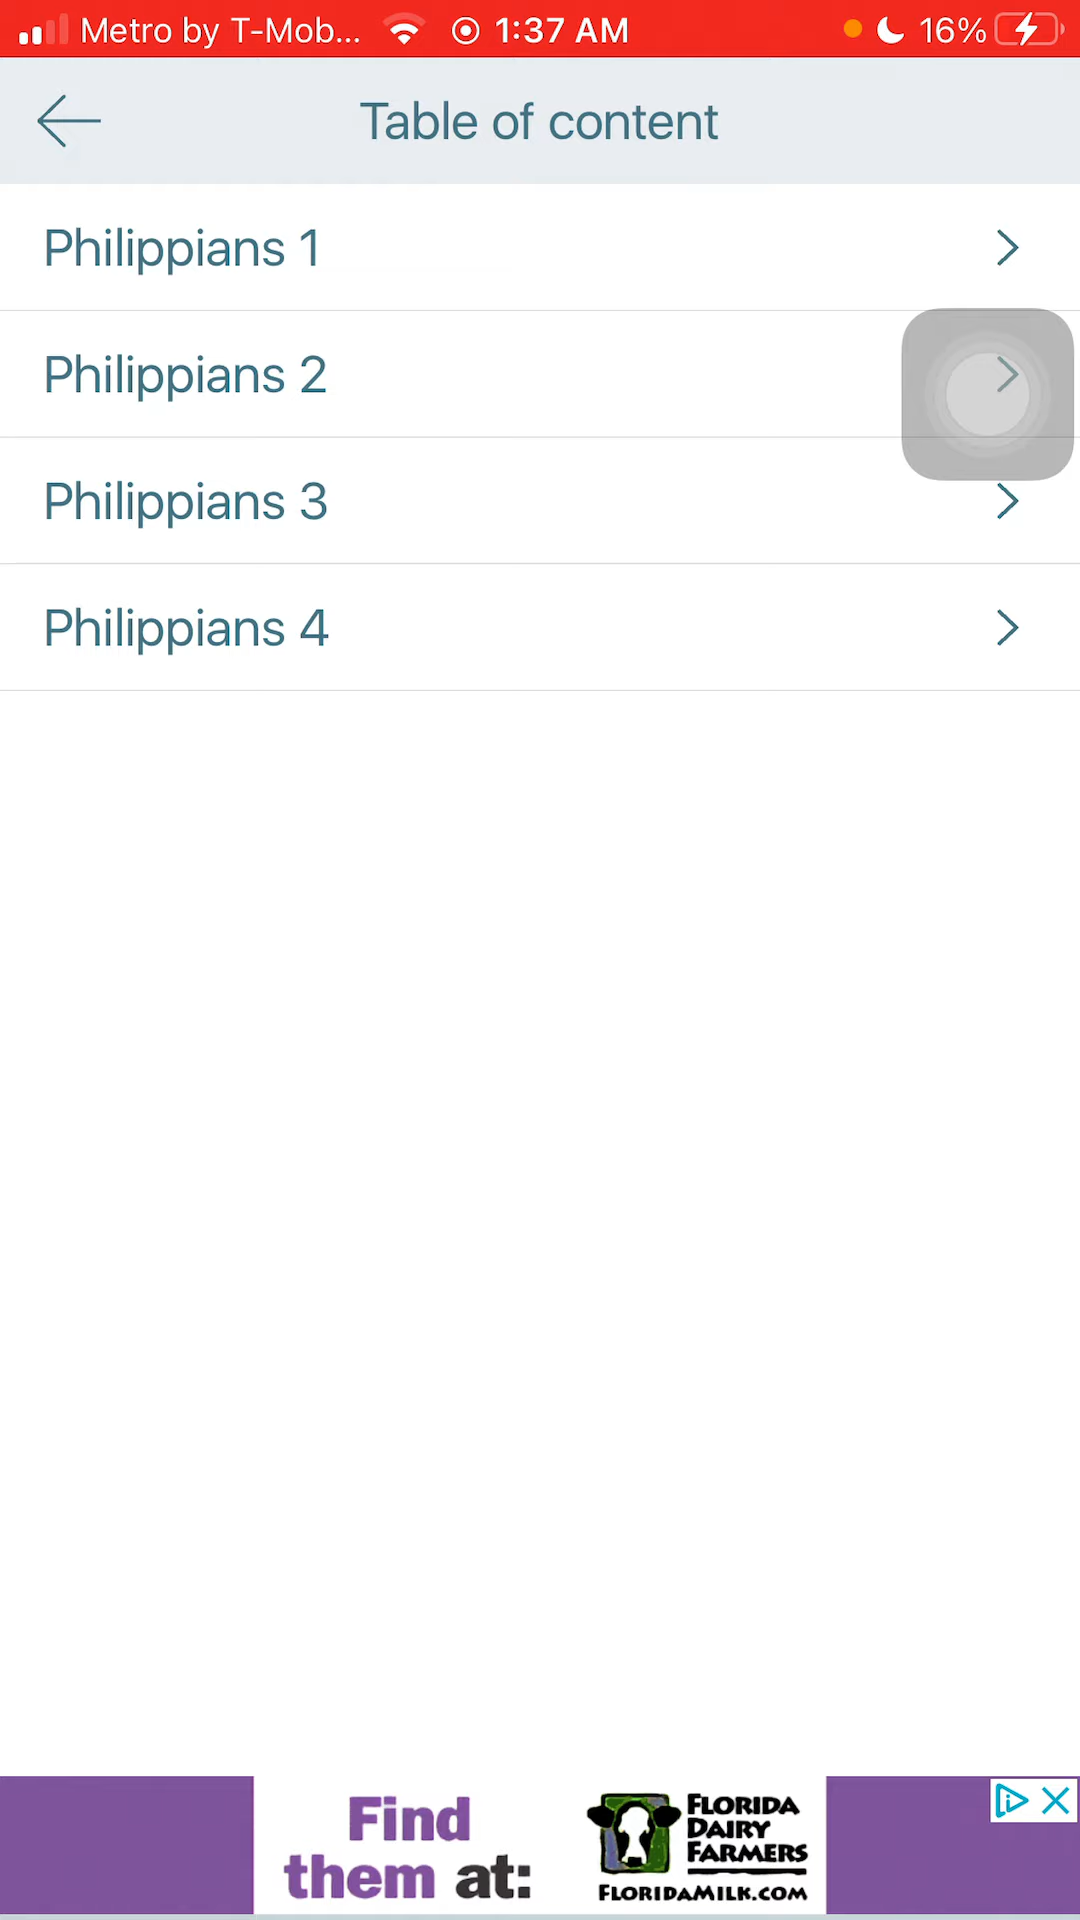 Metro by T-Mob... 1:37 AM 16%
Table of content
Philippians 1
Philippians 2
Philippians 3
Philippians 4
Find
them at:
FLORIDA
DAIRY
FARMERS
FLORIDAMILK.COM